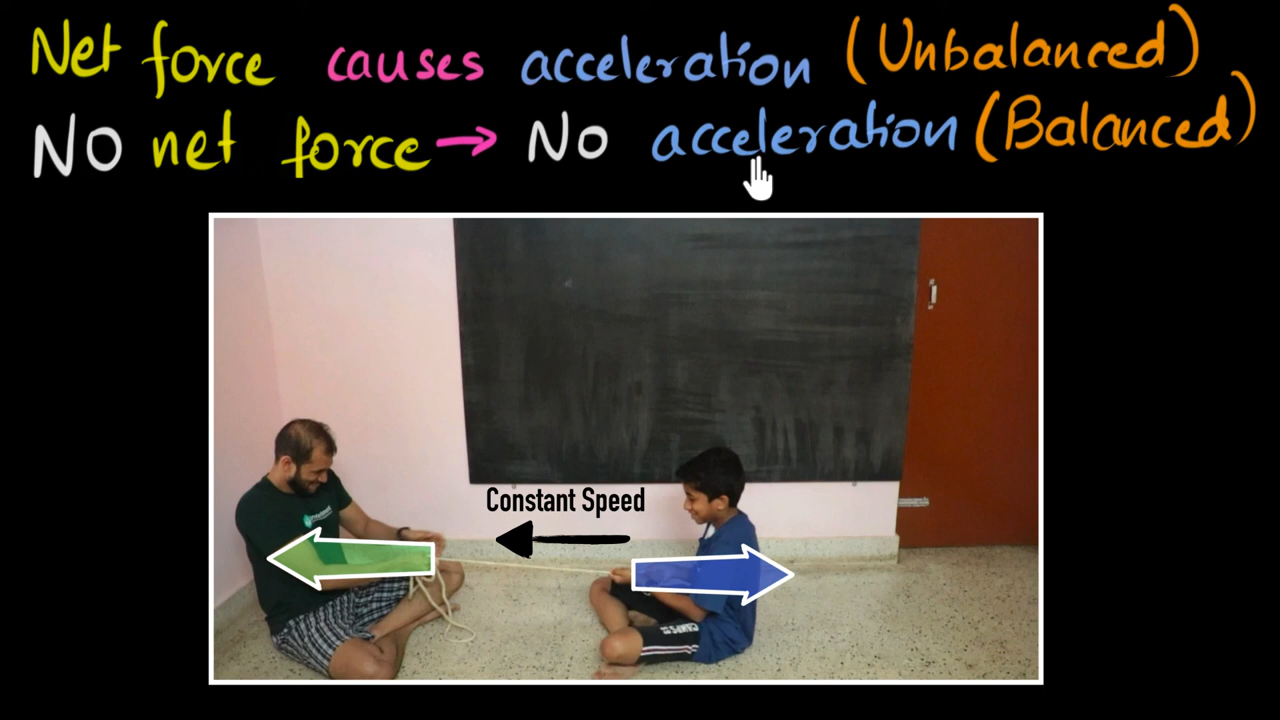 Net force causes acceleration (Unbalanced)
NO net force → No acceleration (Balanced)
Constant Speed